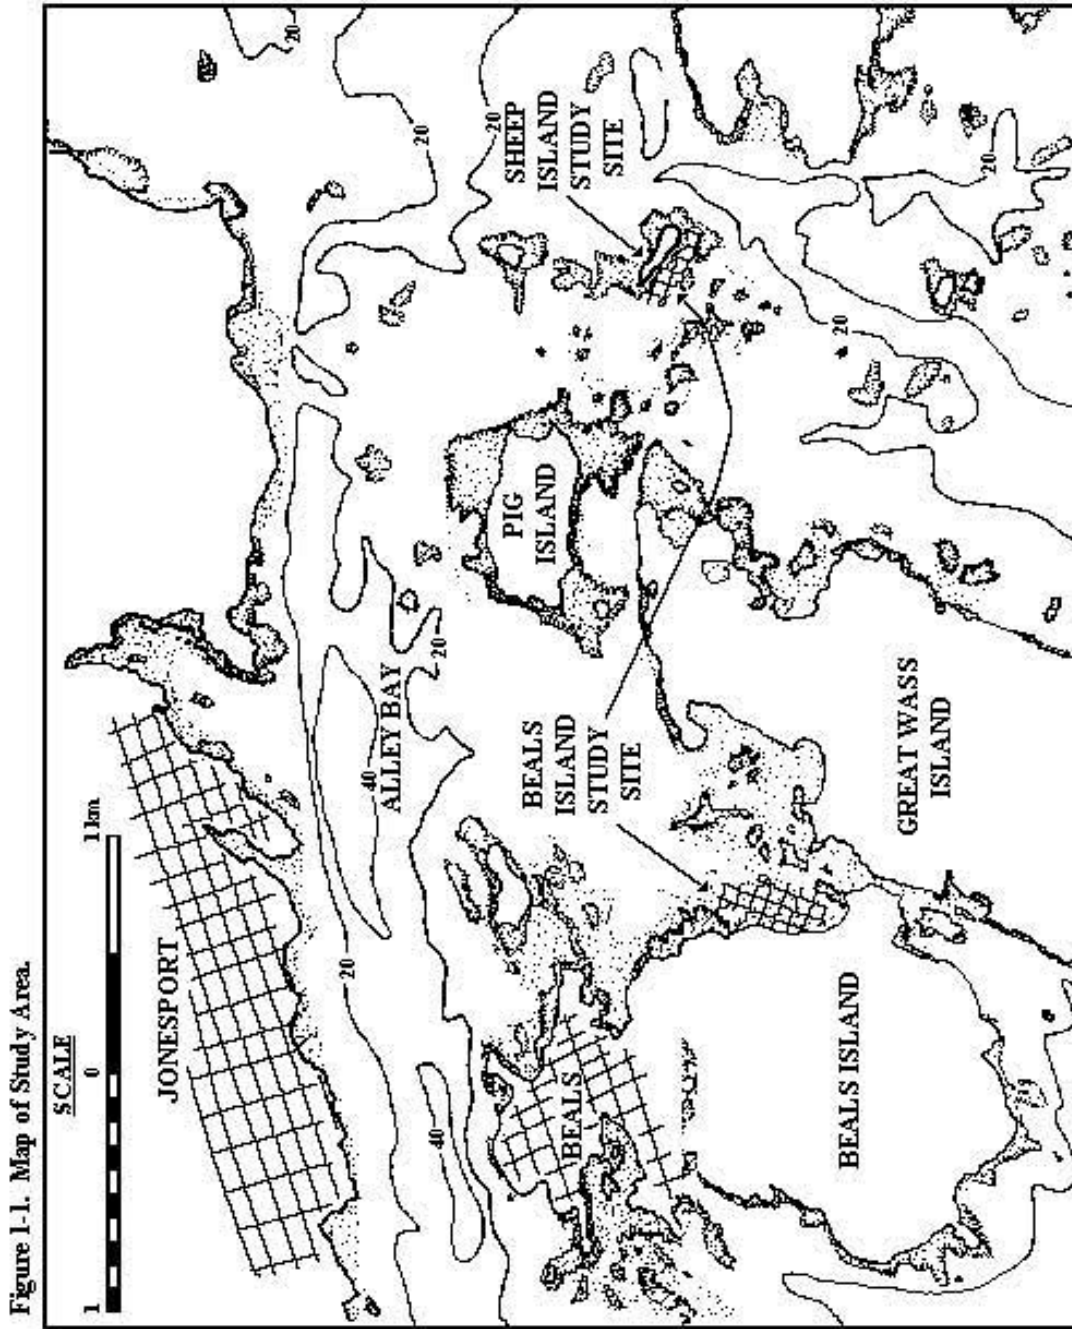 Figure 1-1. Map of Study Area.
SCALE
1
0
1 km.
JONESPORT
20
20
20
20
40
ALLEY BAY
20
40
20
SHEEP
ISLAND
STUDY
SITE
PIG
ISLAND
BEALS
ISLAND
STUDY
SITE
BEALS
20
20
BEALS ISLAND
GREAT WASS
ISLAND